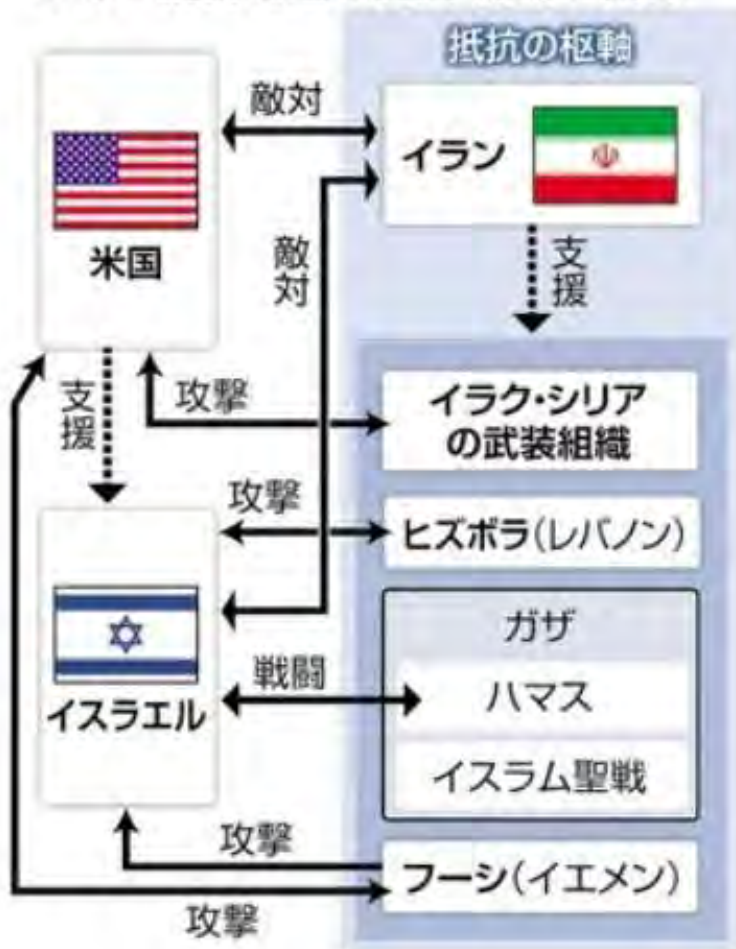 抵抗の枢軸
敵対
イラン
米国
敵対
支援
支援
攻撃
イラク・シリア
の武装組織
攻撃
ヒズボラ(レバノン)
ガザ
戦闘
ハマス
イスラエル
イスラム聖戦
攻撃
フーシ(イエメン)
攻撃